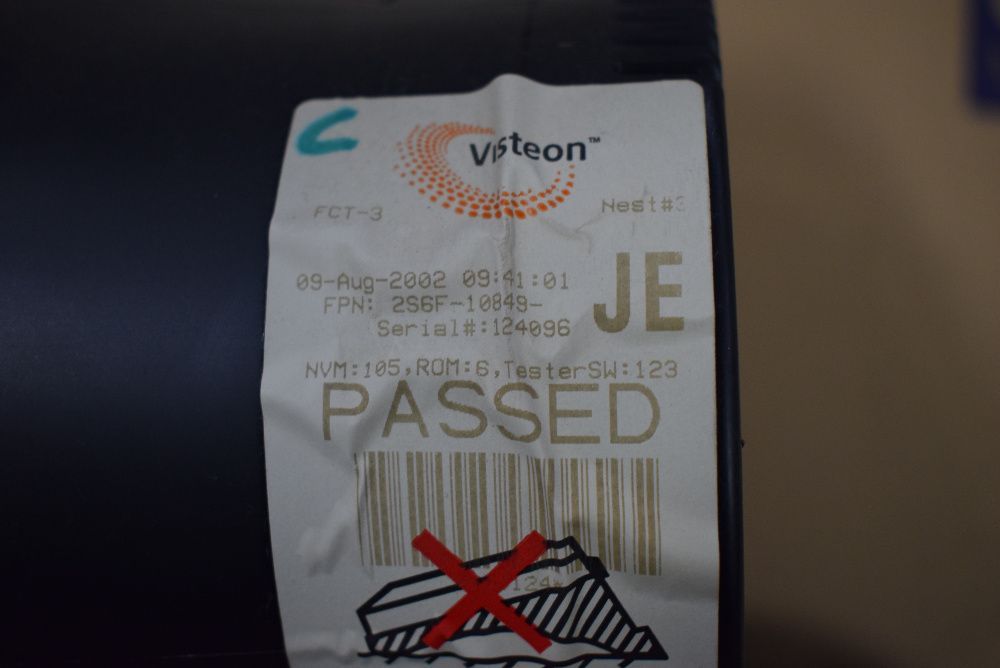 C
Visteon™
FCT-3 Nest#3
09-Aug-2002 09:41:01
FPN: 2S6F-10849-
JE
Serial#:124096
NVM:105,ROM:6,TesterSW:123
PASSED
124*